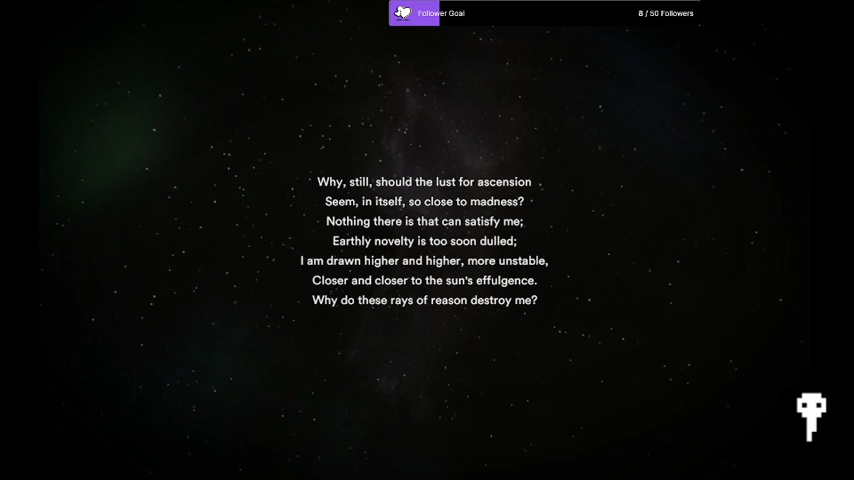 Follower Goal
8 / 50 Followers
Why, still, should the lust for ascension
Seem, in itself, so close to madness?
Nothing there is that can satisfy me;
Earthly novelty is too soon dulled;
I am drawn higher and higher, more unstable,
Closer and closer to the sun's effulgence.
Why do these rays of reason destroy me?